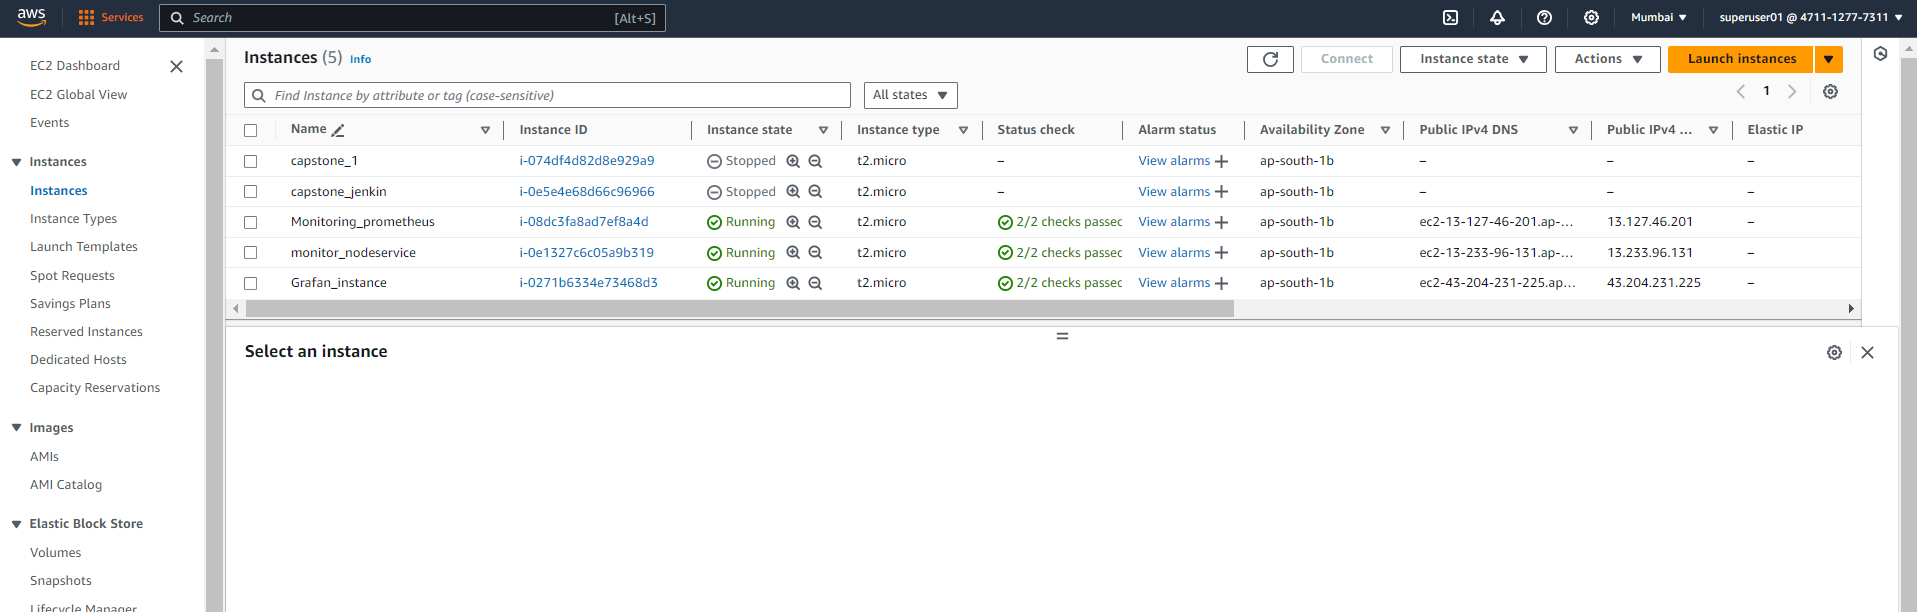 aws Services Search [Alt+S] Mumbai superuser01 @ 4711-1277-7311
EC2 Dashboard
EC2 Global View
Events
Instances
Instances
Instance Types
Launch Templates
Spot Requests
Savings Plans
Reserved Instances
Dedicated Hosts
Capacity Reservations
Images
AMIs
AMI Catalog
Elastic Block Store
Volumes
Snapshots
Lifecycle Manager
Instances (5) Info Connect Instance state Actions Launch instances
Find Instance by attribute or tag (case-sensitive) All states 1
Name Instance ID Instance state Instance type Status check Alarm status Availability Zone Public IPv4 DNS Public IPv4 ... Elastic IP
capstone_1 i-074df4d82d8e929a9 Stopped t2.micro – View alarms + ap-south-1b – – –
capstone_jenkin i-0e5e4e68d66c96966 Stopped t2.micro – View alarms + ap-south-1b – – –
Monitoring_prometheus i-08dc3fa8ad7ef8a4d Running t2.micro 2/2 checks passec View alarms + ap-south-1b ec2-13-127-46-201.ap-... 13.127.46.201 –
monitor_nodeservice i-0e1327c6c05a9b319 Running t2.micro 2/2 checks passec View alarms + ap-south-1b ec2-13-233-96-131.ap-... 13.233.96.131 –
Grafan_instance i-0271b6334e73468d3 Running t2.micro 2/2 checks passec View alarms + ap-south-1b ec2-43-204-231-225.ap... 43.204.231.225 –
Select an instance